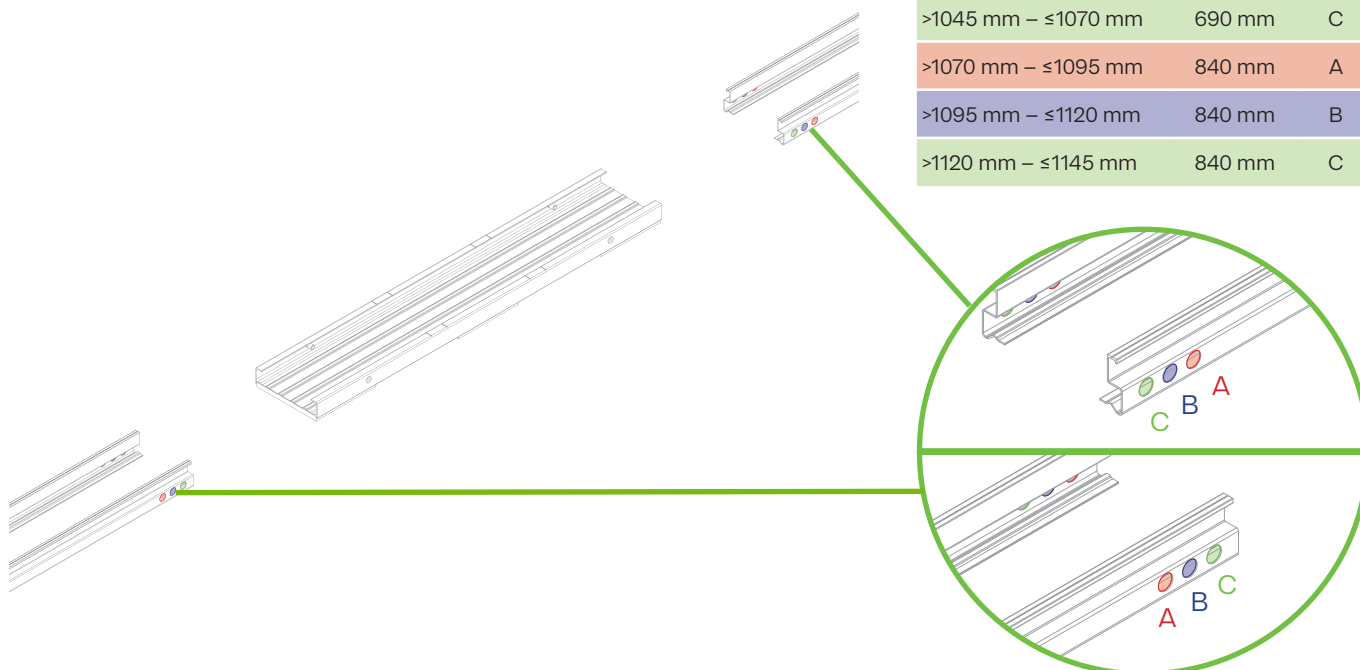 >1045 mm – ≤1070 mm 690 mm C
>1070 mm – ≤1095 mm 840 mm A
>1095 mm – ≤1120 mm 840 mm B
>1120 mm – ≤1145 mm 840 mm C
C B A
A B C